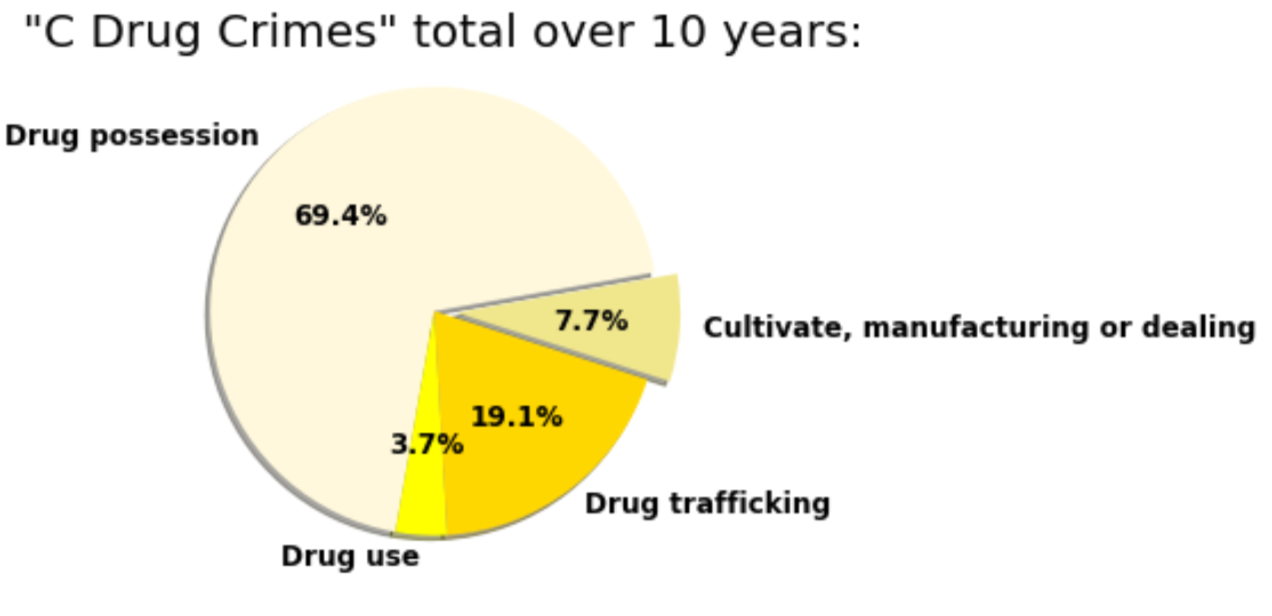 "C Drug Crimes" total over 10 years:
Drug possession
69.4%
7.7%
Cultivate, manufacturing or dealing
19.1%
3.7%
Drug trafficking
Drug use